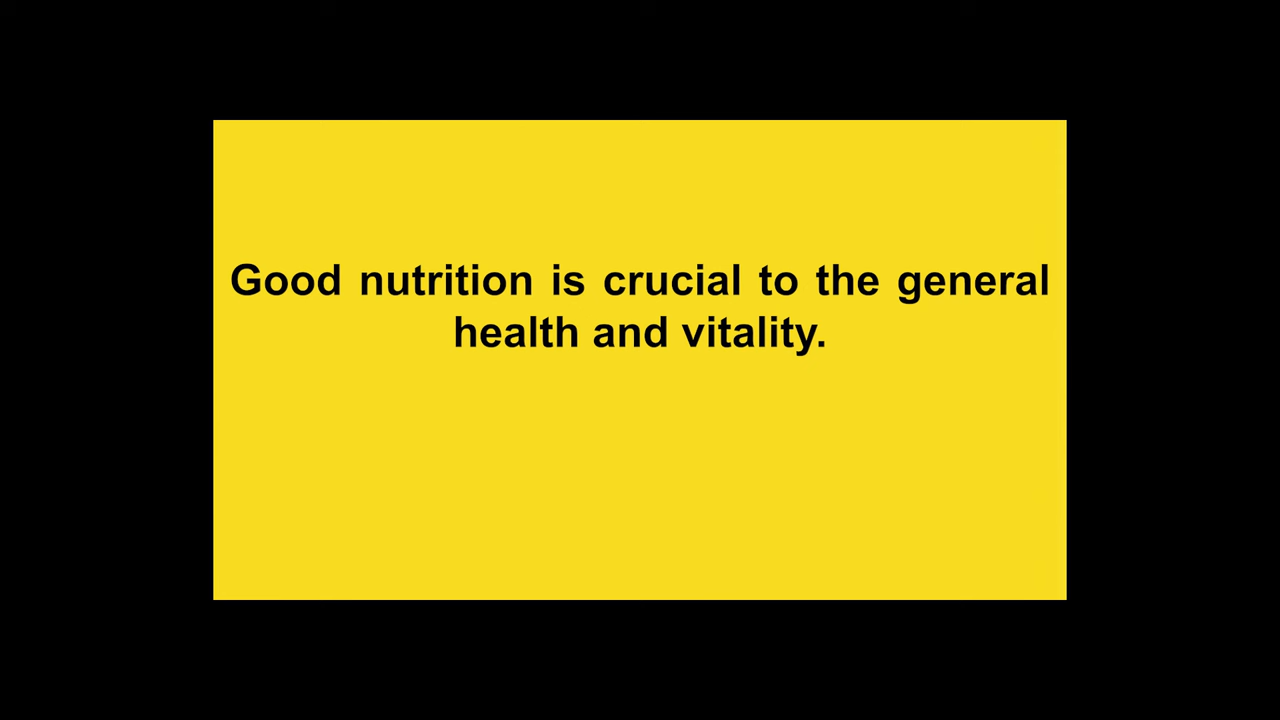 Good nutrition is crucial to the general
health and vitality.